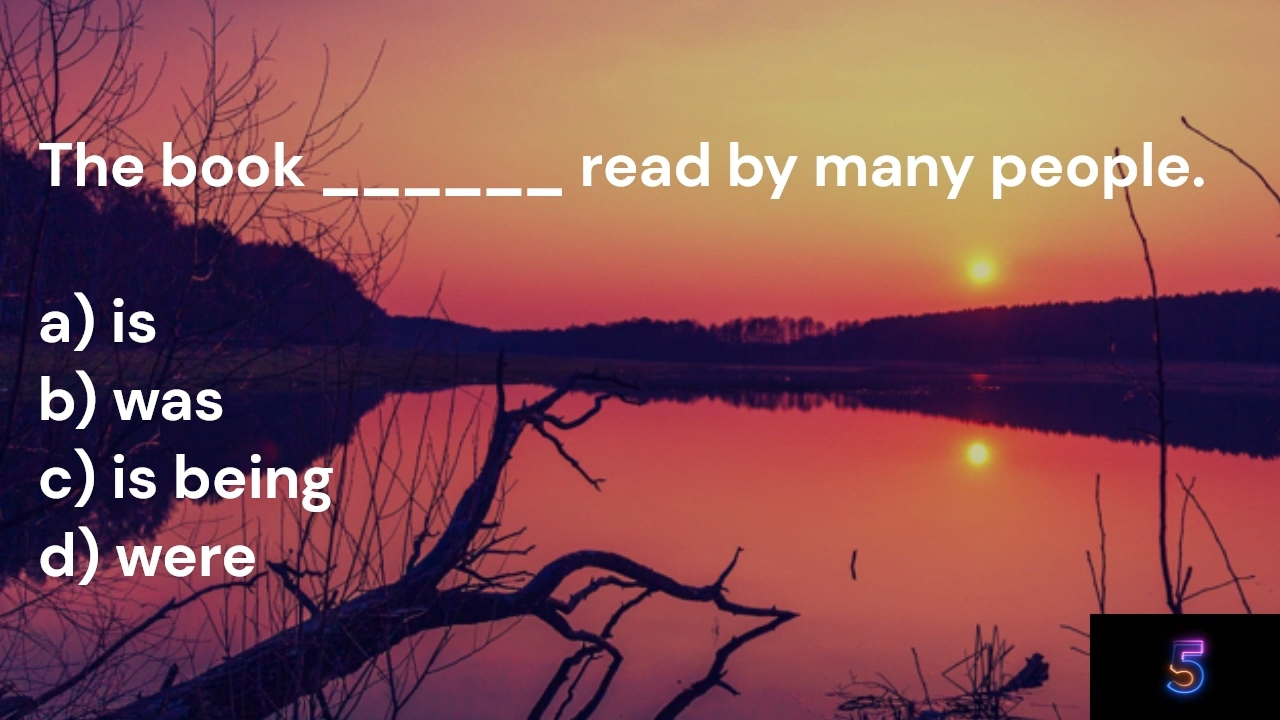 The book ______ read by many people.
a) is
b) was
c) is being
d) were
5